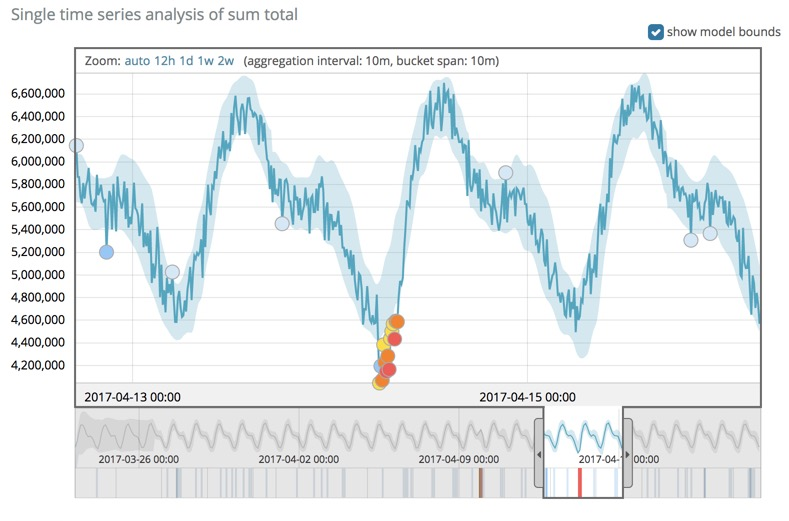 Single time series analysis of sum total
show model bounds
Zoom: auto 12h 1d 1w 2w (aggregation interval: 10m, bucket span: 10m)
6,600,000
6,400,000
6,200,000
6,000,000
5,800,000
5,600,000
5,400,000
5,200,000
5,000,000
4,800,000
4,600,000
4,400,000
4,200,000
2017-04-13 00:00 2017-04-15 00:00
2017-03-26 00:00 2017-04-02 00:00 2017-04-09 00:00 2017-04- 00:00